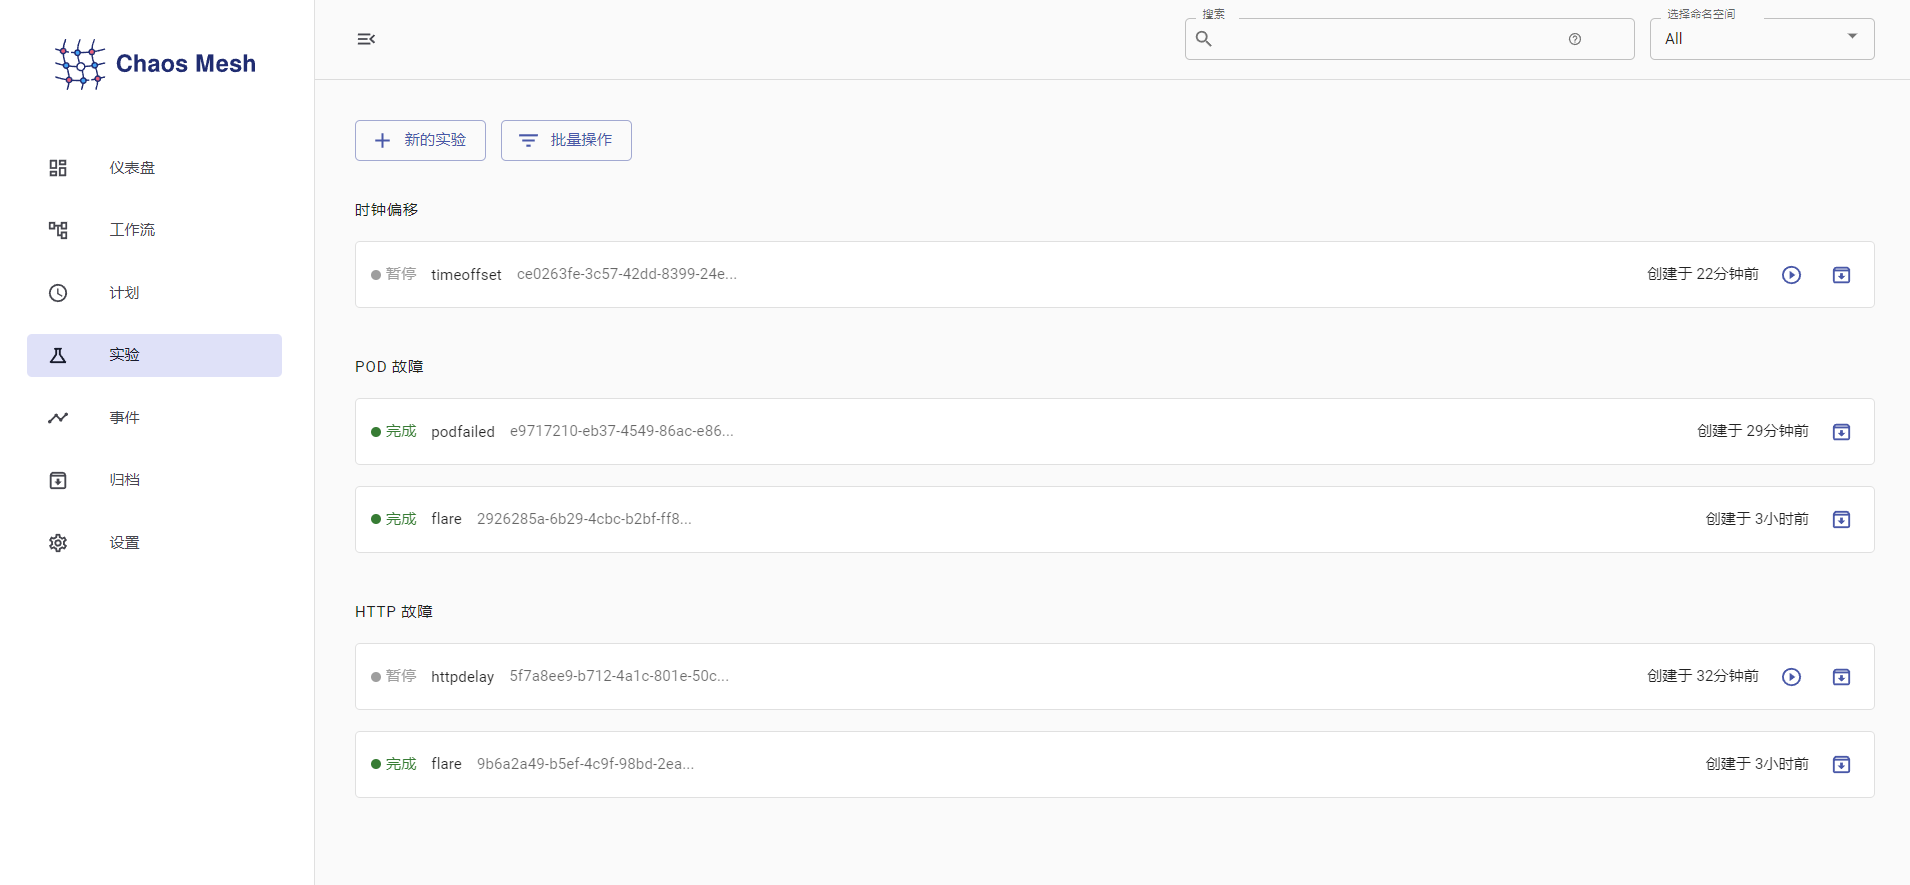 Chaos Mesh
仪表盘
工作流
计划
实验
事件
归档
设置
搜索
选择命名空间
All
新的实验
批量操作
时钟偏移
暂停 timeoffset ce0263fe-3c57-42dd-8399-24e... 创建于 22分钟前
POD 故障
完成 podfailed e9717210-eb37-4549-86ac-e86... 创建于 29分钟前
完成 flare 2926285a-6b29-4cbc-b2bf-ff8... 创建于 3小时前
HTTP 故障
暂停 httpdelay 5f7a8ee9-b712-4a1c-801e-50c... 创建于 32分钟前
完成 flare 9b6a2a49-b5ef-4c9f-98bd-2ea... 创建于 3小时前